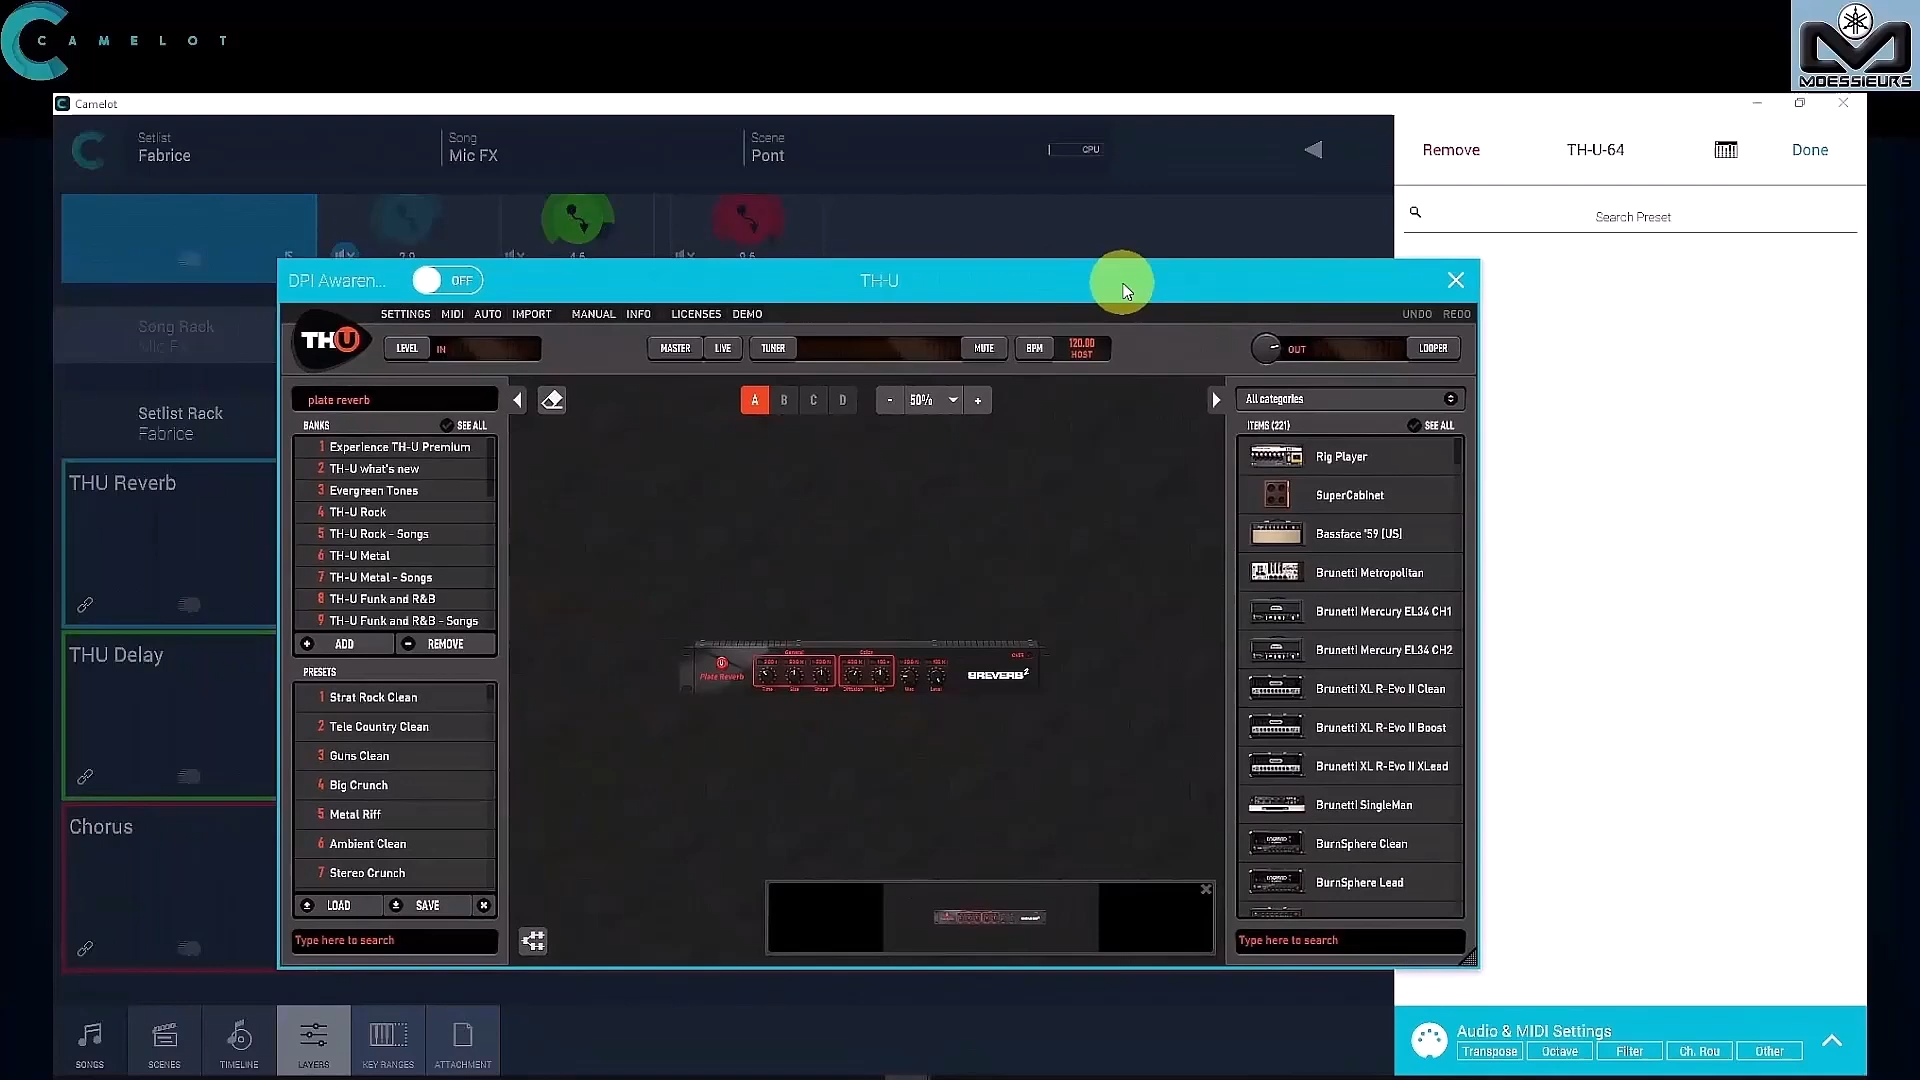 CAMELOT
MOESSIEURS
Camelot
Setlist
Fabrice
Song
Mic FX
Scene
Pont
CPU
Remove
TH-U-64
Done
Search Preset
DPI Awaren...
OFF
TH-U
SETTINGS MIDI AUTO IMPORT MANUAL INFO LICENSES DEMO
UNDO REDO
THU
LEVEL IN
MASTER LIVE TUNER MUTE BPM 120.00 HOST
OUT LOOPER
plate reverb
A B C D
- 50% +
All categories
BANKS SEE ALL
1 Experience TH-U Premium
2 TH-U what's new
3 Evergreen Tones
4 TH-U Rock
5 TH-U Rock - Songs
6 TH-U Metal
7 TH-U Metal - Songs
8 TH-U Funk and R&B
9 TH-U Funk and R&B - Songs
ADD REMOVE
PRESETS
1 Strat Rock Clean
2 Tele Country Clean
3 Guns Clean
4 Big Crunch
5 Metal Riff
6 Ambient Clean
7 Stereo Crunch
LOAD SAVE
Type here to search
Plate Reverb
BREVERB2
ITEMS (221) SEE ALL
Rig Player
SuperCabinet
Bassface '59 [US]
Brunetti Metropolitan
Brunetti Mercury EL34 CH1
Brunetti Mercury EL34 CH2
Brunetti XL R-Evo II Clean
Brunetti XL R-Evo II Boost
Brunetti XL R-Evo II XLead
Brunetti SingleMan
BurnSphere Clean
BurnSphere Lead
Type here to search
Song Rack
Mic FX
Setlist Rack
Fabrice
THU Reverb
THU Delay
Chorus
SONGS
SCENES
TIMELINE
LAYERS
KEY RANGES
ATTACHMENT
Audio & MIDI Settings
Transpose Octave Filter Ch. Rou Other